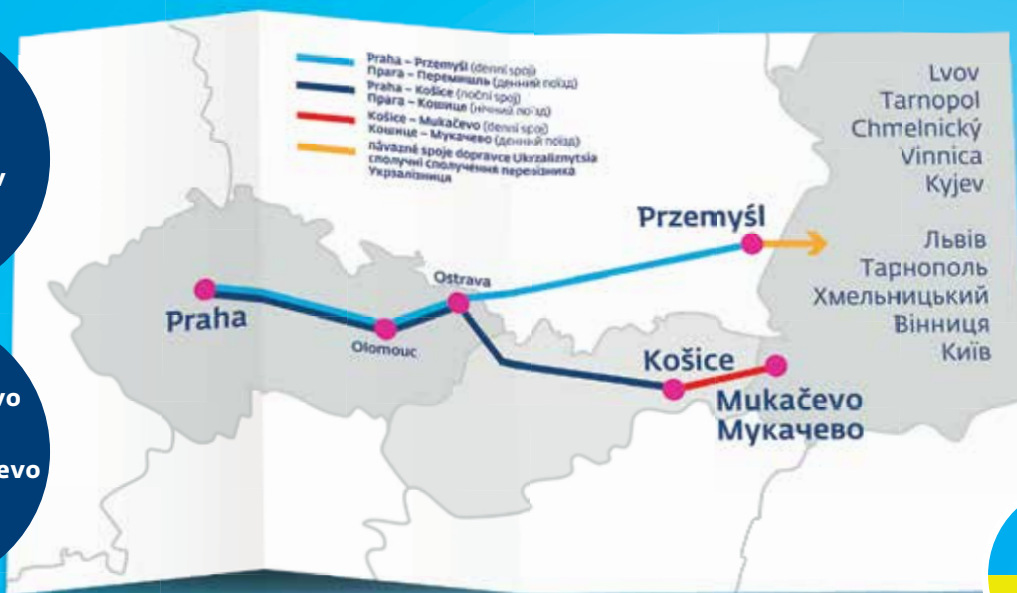 Praha – Przemyśl (denní spoj)
Прага – Перемишль (денний поїзд)
Praha – Košice (noční spoj)
Прага – Кошице (нічний поїзд)
Košice – Mukačevo (denní spoj)
Кошице – Мукачево (денний поїзд)
návazné spoje dopravce Ukrzaliznytsia
сполучні сполучення перевізника
Укрзалізниця
Lvov
Tarnopol
Chmelnický
Vinnica
Kyjev
Львів
Тарнополь
Хмельницький
Вінниця
Київ
Przemyśl
Ostrava
Praha
Olomouc
Košice
Mukačevo
Мукачево